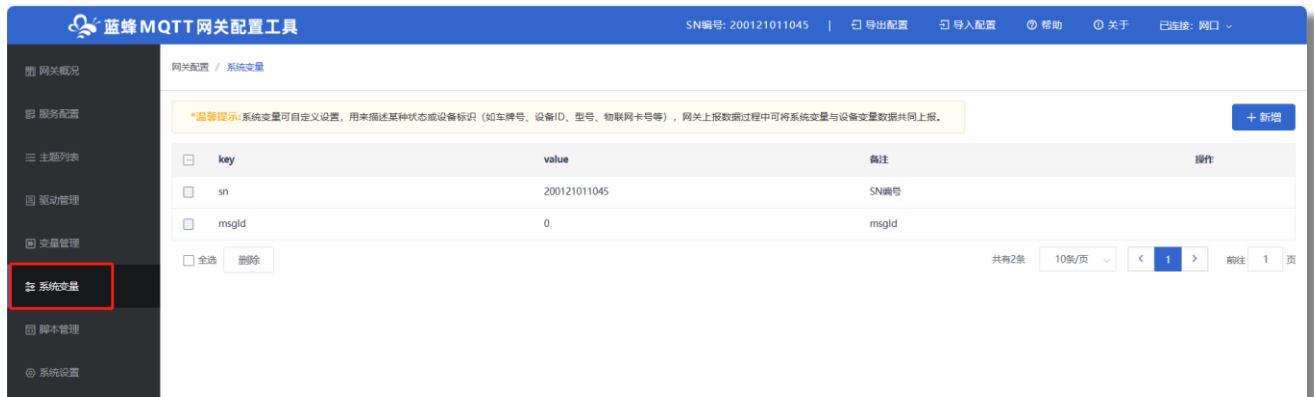 蓝蜂MQTT网关配置工具 SN编号: 200121011045 | 导出配置 导入配置 帮助 关于 已连接: 网口
网关概况
网关配置 / 系统变量
服务配置
*温馨提示:系统变量可自定义设置，用来描述某种状态或设备标识（如车牌号、设备ID、型号、物联网卡号等），网关上报数据过程中可将系统变量与设备变量共同上报。
+ 新增
主题列表
key value 备注 操作
驱动管理
sn 200121011045 SN编号
msgId 0 msgId
变量管理
全选 删除 共有2条 10条/页 < 1 > 前往 1 页
系统变量
脚本管理
系统设置